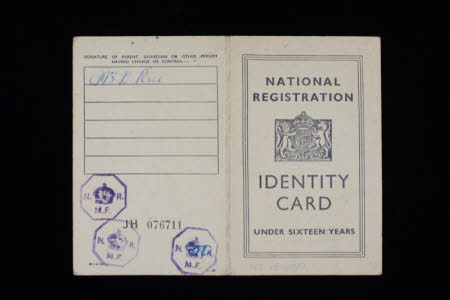 SIGNATURE OF PARENT, GUARDIAN OR OTHER PERSON
HAVING CHARGE OR CONTROL:—
N. R.
M.F.
JH 076711
N. R.
M.F.
N. R.
M.F.
NATIONAL
REGISTRATION
IDENTITY
CARD
UNDER SIXTEEN YEARS